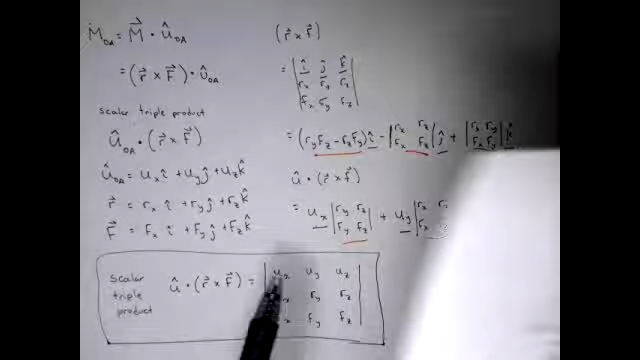 M_OA = M⃗ · û_OA
= (r⃗ x F⃗) · û_OA
scalar triple product
û_OA · (r⃗ x F⃗)
û_OA = u_x î + u_y ĵ + u_z k̂
r⃗ = r_x î + r_y ĵ + r_z k̂
F⃗ = F_x î + F_y ĵ + F_z k̂
(r⃗ x F⃗)
= | î ĵ k̂ |
| r_x r_y r_z |
| F_x F_y F_z |
= (r_y F_z - r_z F_y) î - | r_x r_z | ĵ + | r_x r_y | k̂
| F_x F_z | | F_x F_y |
û · (r⃗ x F⃗)
= u_x | r_y r_z | + u_y | r_x
| F_y F_z | | F_x
scalar triple product
û · (r⃗ x F⃗) = | u_x u_y u_z |
r_y r_z |
F_y F_z |